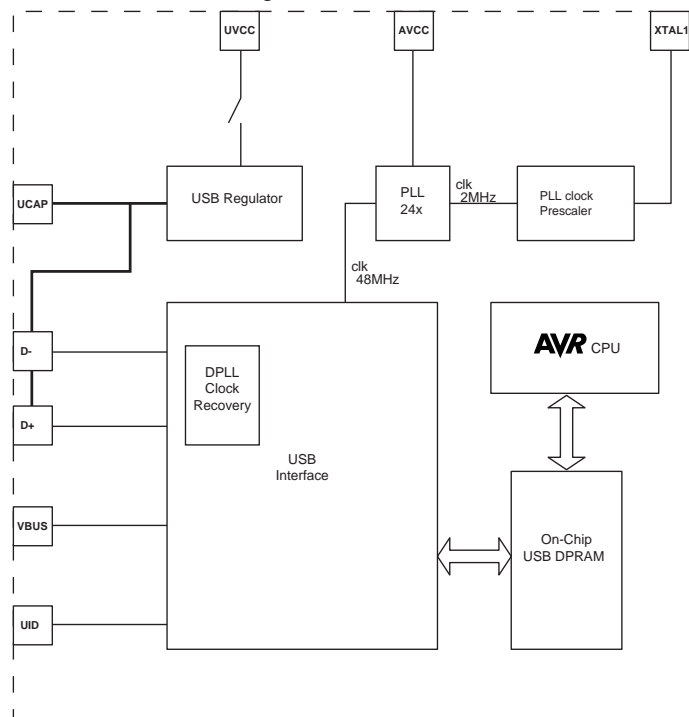 UVCC
AVCC
XTAL1
UCAP
USB Regulator
PLL
24x
clk
2MHz
PLL clock
Prescaler
clk
48MHz
D-
DPLL
Clock
Recovery
AVR CPU
D+
USB
Interface
VBUS
On-Chip
USB DPRAM
UID